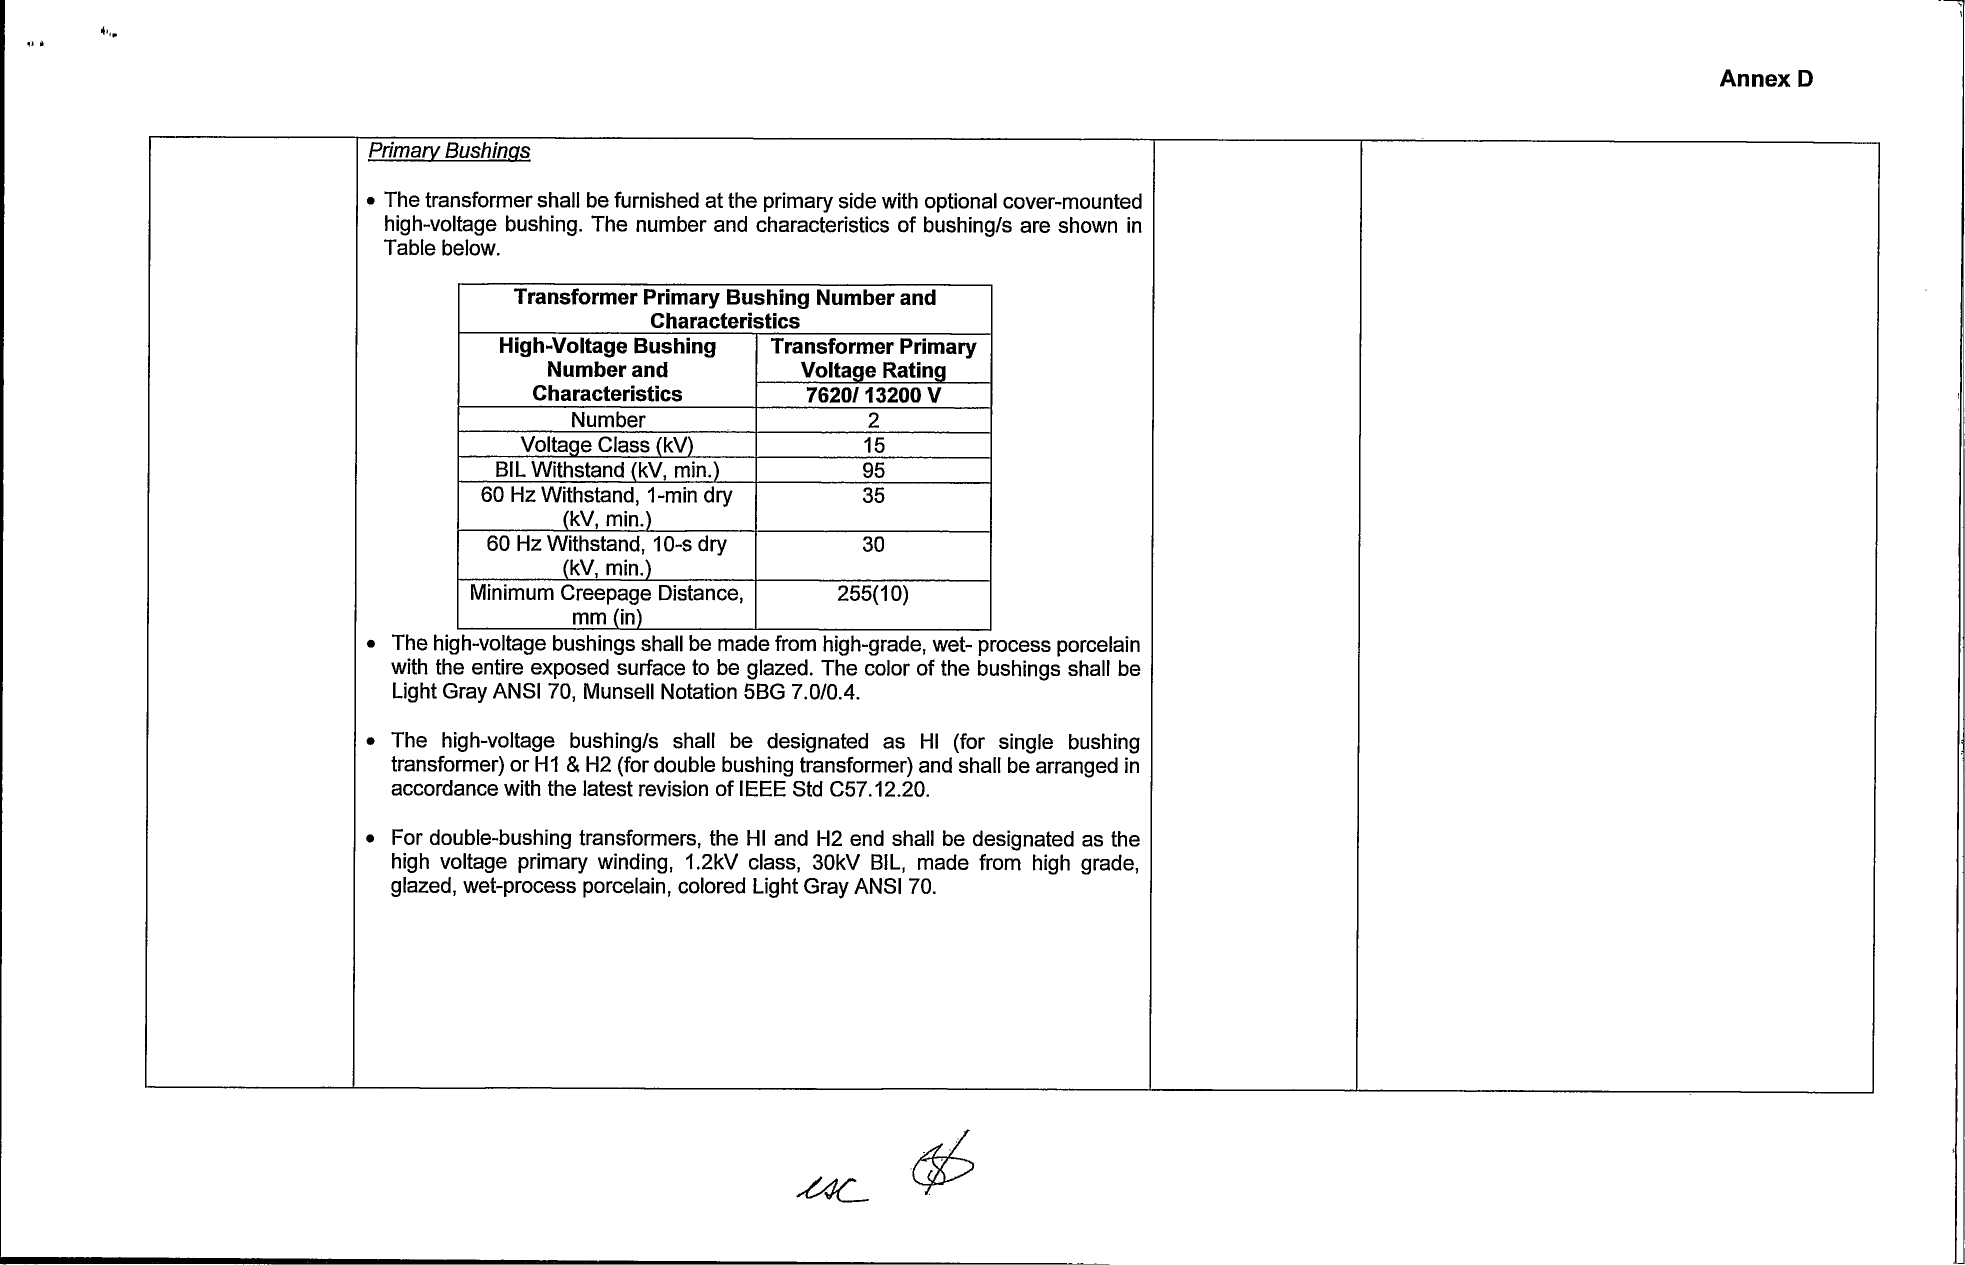 Annex D
Primary Bushings
• The transformer shall be furnished at the primary side with optional cover-mounted
high-voltage bushing. The number and characteristics of bushing/s are shown in
Table below.
Transformer Primary Bushing Number and
Characteristics
High-Voltage Bushing
Number and
Characteristics
Transformer Primary
Voltage Rating
7620/ 13200 V
Number 2
Voltage Class (kV) 15
BIL Withstand (kV, min.) 95
60 Hz Withstand, 1-min dry 35
(kV, min.)
60 Hz Withstand, 10-s dry 30
(kV, min.)
Minimum Creepage Distance, 255(10)
mm (in)
• The high-voltage bushings shall be made from high-grade, wet- process porcelain
with the entire exposed surface to be glazed. The color of the bushings shall be
Light Gray ANSI 70, Munsell Notation 5BG 7.0/0.4.
• The high-voltage bushing/s shall be designated as HI (for single bushing
transformer) or H1 & H2 (for double bushing transformer) and shall be arranged in
accordance with the latest revision of IEEE Std C57.12.20.
• For double-bushing transformers, the HI and H2 end shall be designated as the
high voltage primary winding, 1.2kV class, 30kV BIL, made from high grade,
glazed, wet-process porcelain, colored Light Gray ANSI 70.